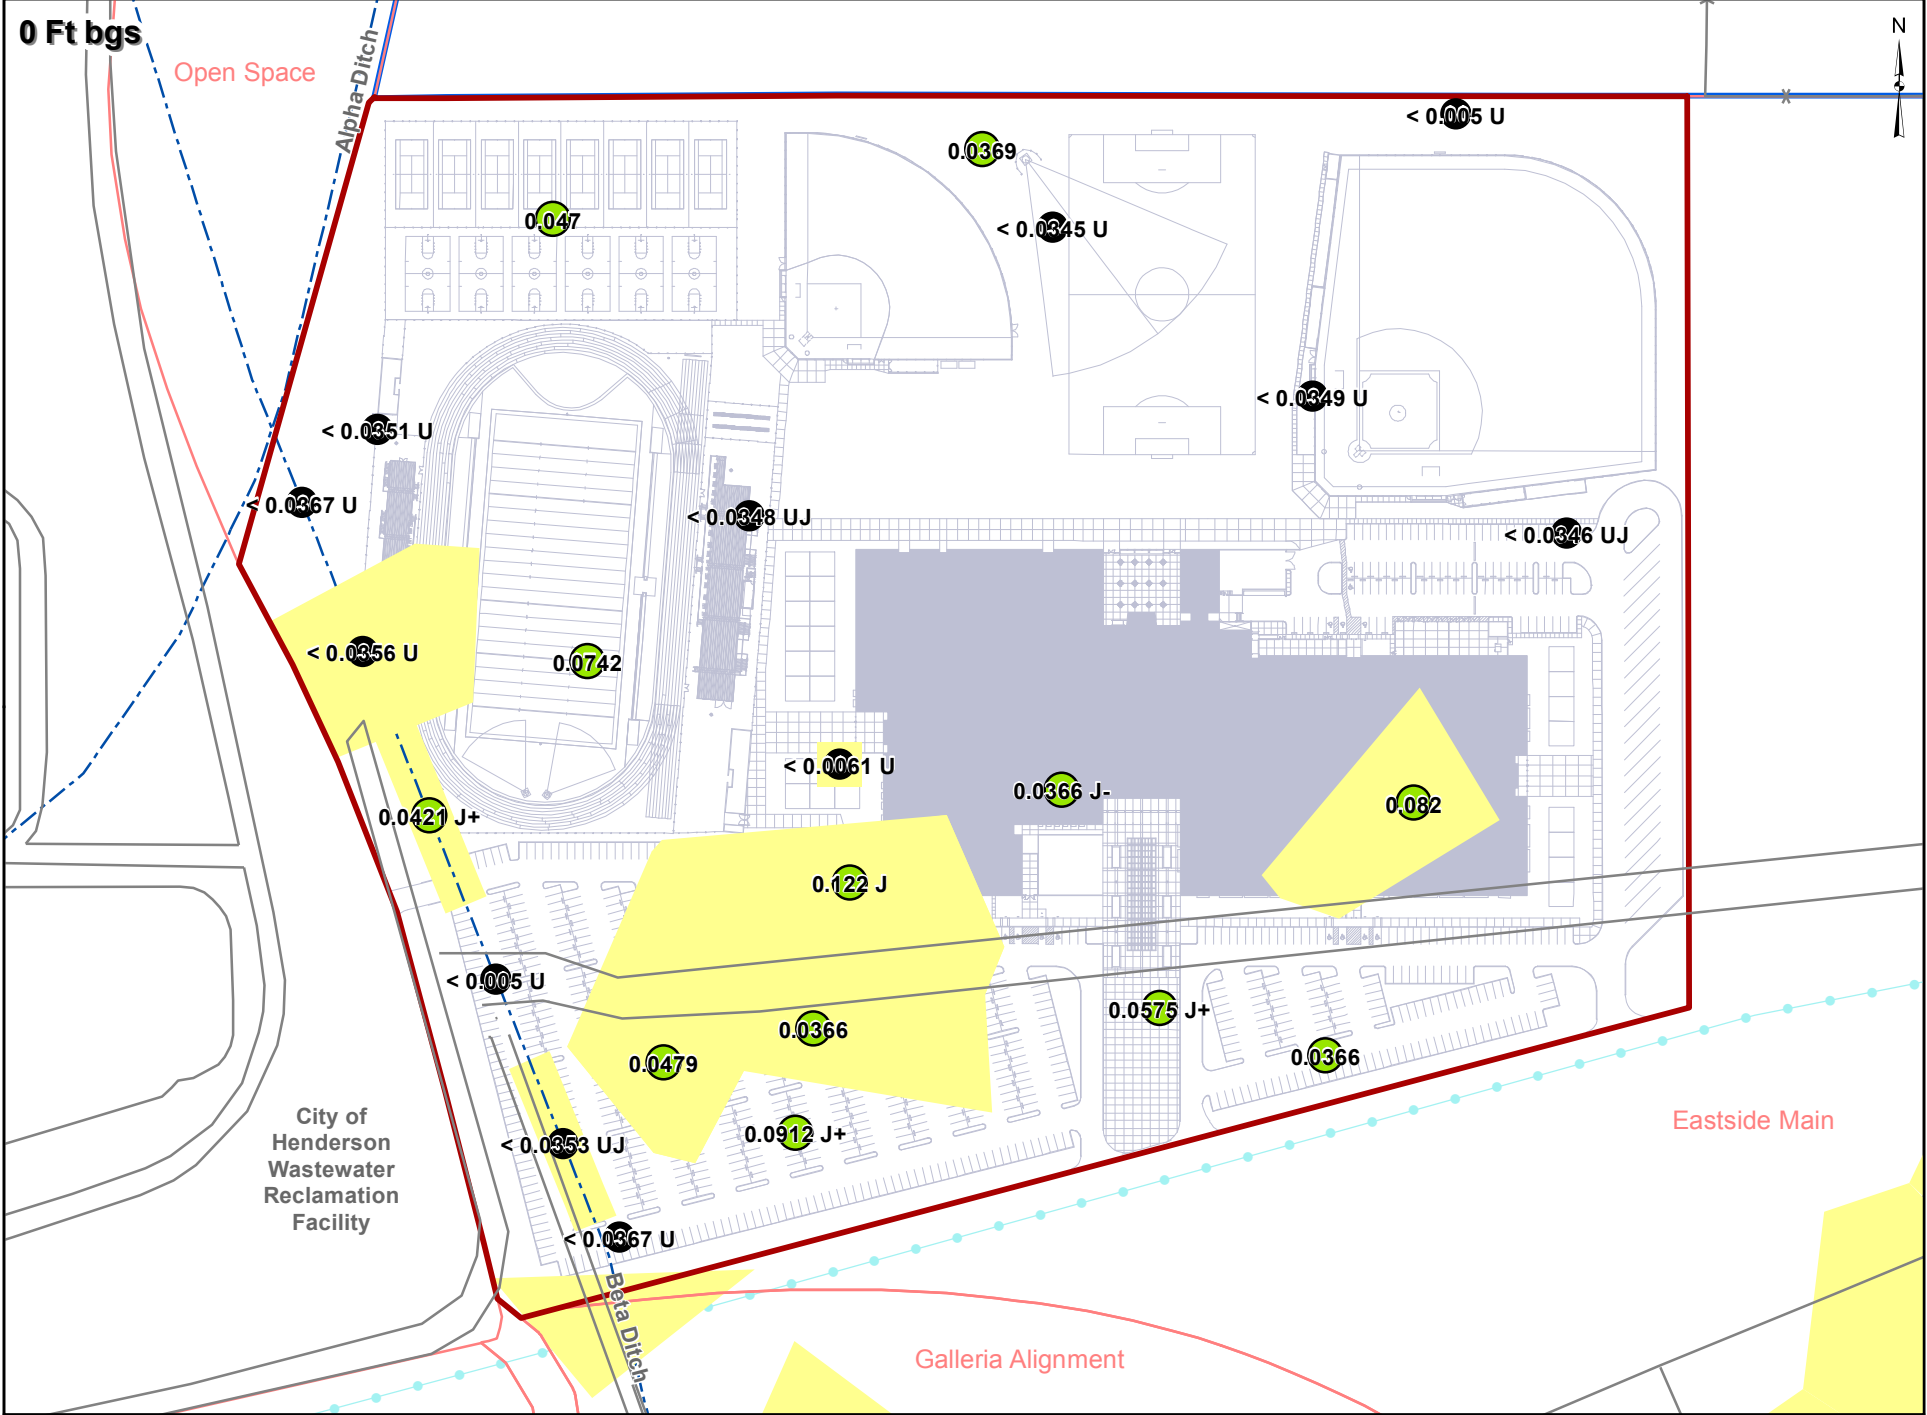 0 Ft bgs
N
Open Space
Alpha Ditch
< 0.005 U
0.0369
0.047
< 0.0345 U
< 0.0349 U
< 0.0351 U
< 0.0367 U
< 0.0348 UJ
< 0.0346 UJ
< 0.0356 U
0.0742
< 0.0061 U
0.0366 J-
0.082
0.0421 J+
0.122 J
< 0.005 U
0.0575 J+
0.0366
0.0366
0.0479
City of
Henderson
Wastewater
Reclamation
Facility
Eastside Main
0.0912 J+
< 0.0353 UJ
< 0.0367 U
Beta Ditch
Galleria Alignment